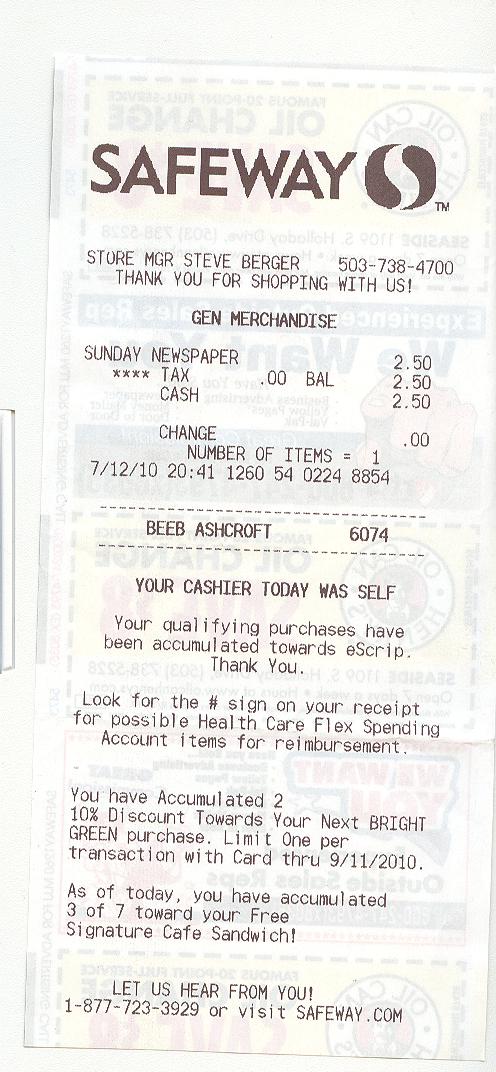 SAFEWAY TM
STORE MGR STEVE BERGER 503-738-4700
THANK YOU FOR SHOPPING WITH US!
GEN MERCHANDISE
SUNDAY NEWSPAPER 2.50
**** TAX .00 BAL 2.50
CASH 2.50
CHANGE .00
NUMBER OF ITEMS = 1
7/12/10 20:41 1260 54 0224 8854
BEEB ASHCROFT 6074
YOUR CASHIER TODAY WAS SELF
Your qualifying purchases have
been accumulated towards eScrip.
Thank You.
Look for the # sign on your receipt
for possible Health Care Flex Spending
Account items for reimbursement.
You have Accumulated 2
10% Discount Towards Your Next BRIGHT
GREEN purchase. Limit One per
transaction with Card thru 9/11/2010.
As of today, you have accumulated
3 of 7 toward your Free
Signature Cafe Sandwich!
LET US HEAR FROM YOU!
1-877-723-3929 or visit SAFEWAY.COM